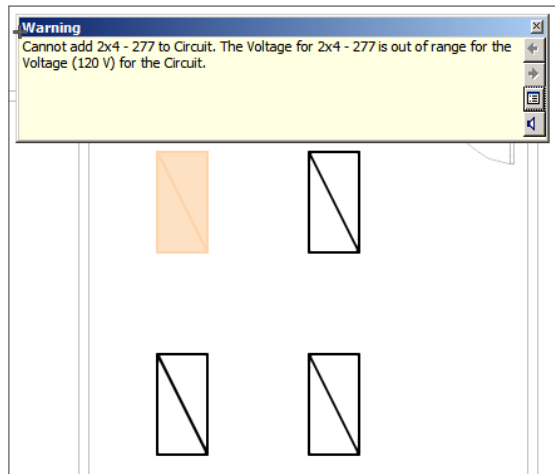 Warning
Cannot add 2x4 - 277 to Circuit. The Voltage for 2x4 - 277 is out of range for the
Voltage (120 V) for the Circuit.